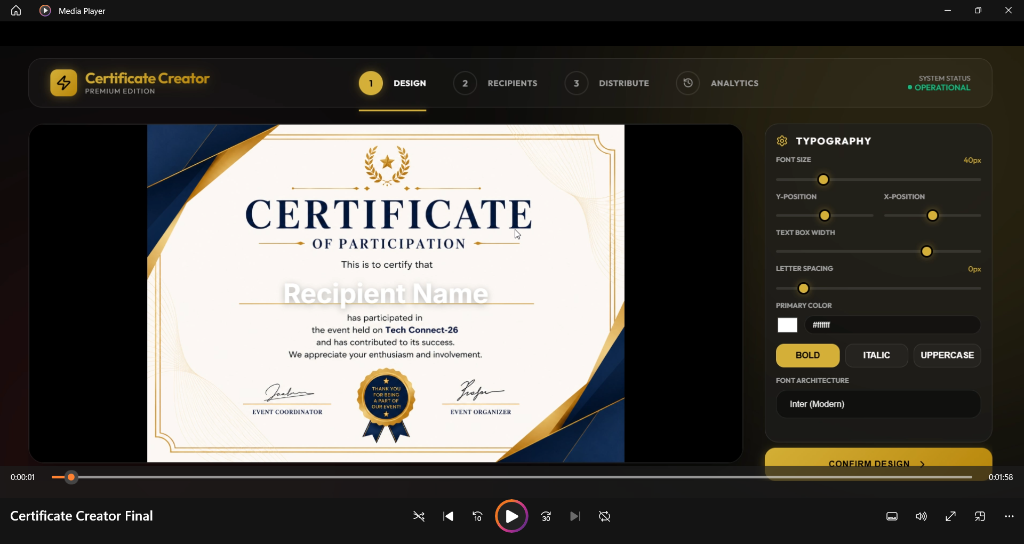 Media Player
Certificate Creator
PREMIUM EDITION
1 DESIGN
2 RECIPIENTS
3 DISTRIBUTE
ANALYTICS
SYSTEM STATUS
OPERATIONAL
CERTIFICATE
OF PARTICIPATION
This is to certify that
Recipient Name
has participated in
the event held on Tech Connect-26
and has contributed to its success.
We appreciate your enthusiasm and involvement.
EVENT COORDINATOR
THANK YOU
FOR BEING
A PART OF
OUR EVENT!
EVENT ORGANIZER
TYPOGRAPHY
FONT SIZE 40px
Y-POSITION X-POSITION
TEXT BOX WIDTH
LETTER SPACING 0px
PRIMARY COLOR
#ffffff
BOLD ITALIC UPPERCASE
FONT ARCHITECTURE
Inter (Modern)
CONFIRM DESIGN
0:00:01 0:01:58
Certificate Creator Final
10 30